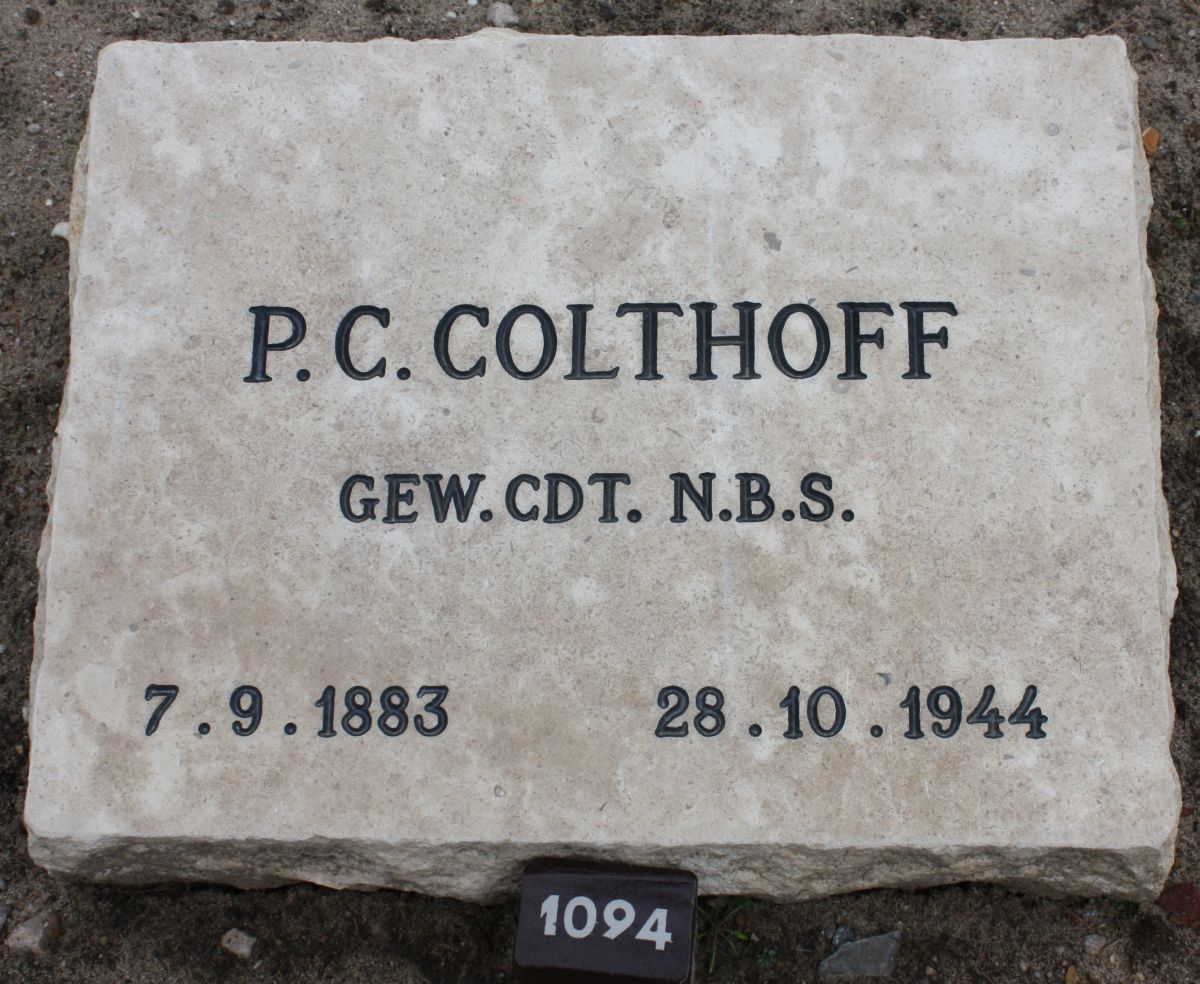 P.C. COLTHOFF
GEW. CDT. N.B.S.
7.9.1883 28.10.1944
1094